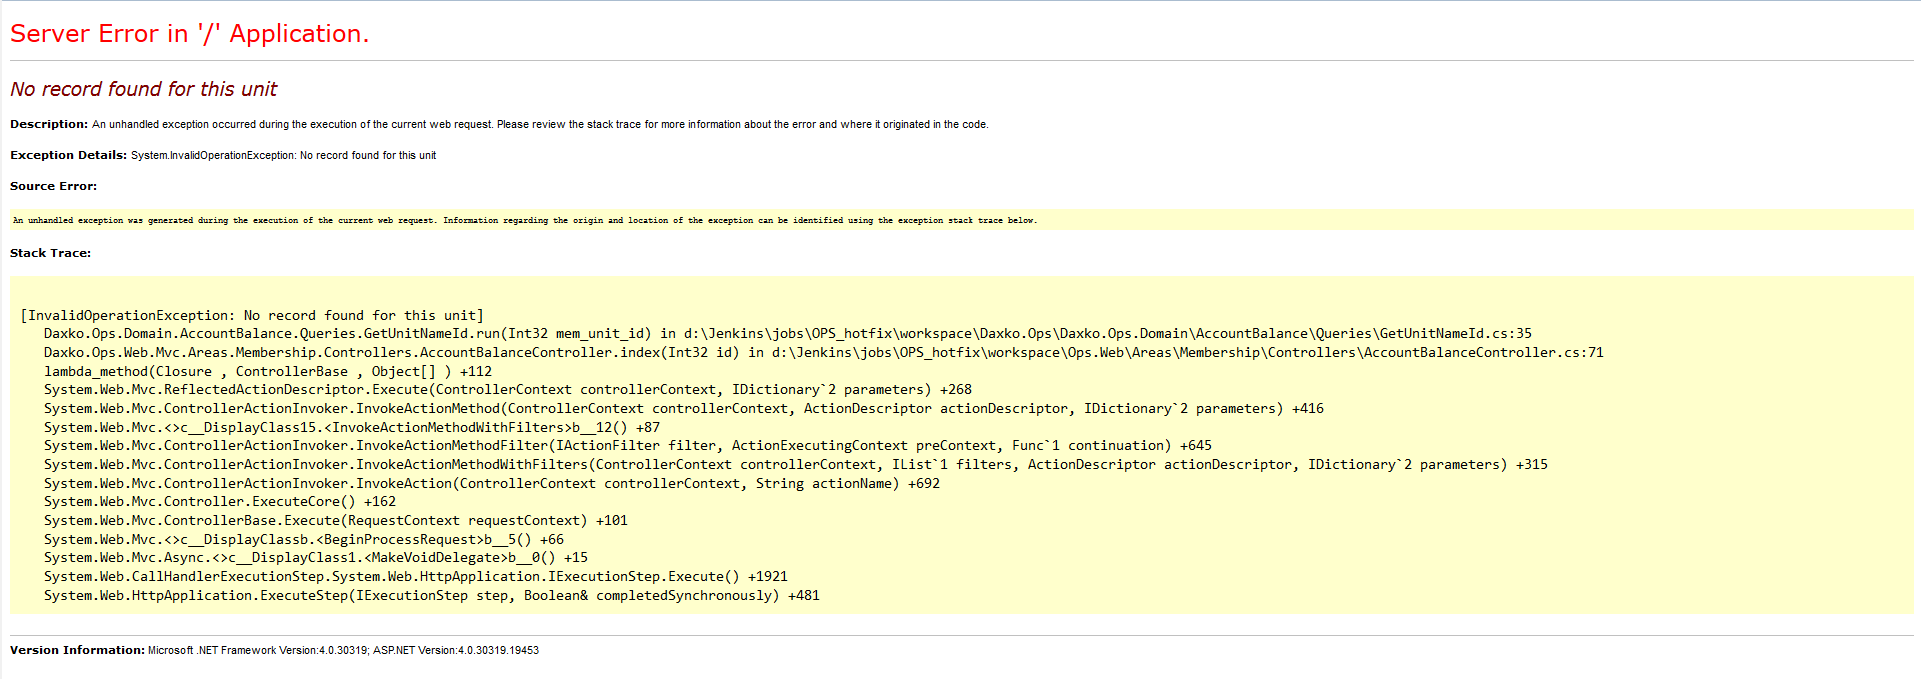 Server Error in '/' Application.
No record found for this unit
Description: An unhandled exception occurred during the execution of the current web request. Please review the stack trace for more information about the error and where it originated in the code.
Exception Details: System.InvalidOperationException: No record found for this unit
Source Error:
An unhandled exception was generated during the execution of the current web request. Information regarding the origin and location of the exception can be identified using the exception stack trace below.
Stack Trace:
[InvalidOperationException: No record found for this unit]
Daxko.Ops.Domain.AccountBalance.Queries.GetUnitNameId.run(Int32 mem_unit_id) in d:\Jenkins\jobs\OPS_hotfix\workspace\Daxko.Ops\Daxko.Ops.Domain\AccountBalance\Queries\GetUnitNameId.cs:35
Daxko.Ops.Web.Mvc.Areas.Membership.Controllers.AccountBalanceController.index(Int32 id) in d:\Jenkins\jobs\OPS_hotfix\workspace\Ops.Web\Areas\Membership\Controllers\AccountBalanceController.cs:71
lambda_method(Closure , ControllerBase , Object[] ) +112
System.Web.Mvc.ReflectedActionDescriptor.Execute(ControllerContext controllerContext, IDictionary`2 parameters) +268
System.Web.Mvc.ControllerActionInvoker.InvokeActionMethod(ControllerContext controllerContext, ActionDescriptor actionDescriptor, IDictionary`2 parameters) +416
System.Web.Mvc.<>c__DisplayClass15.<InvokeActionMethodWithFilters>b__12() +87
System.Web.Mvc.ControllerActionInvoker.InvokeActionMethodFilter(IActionFilter filter, ActionExecutingContext preContext, Func`1 continuation) +645
System.Web.Mvc.ControllerActionInvoker.InvokeActionMethodWithFilters(ControllerContext controllerContext, IList`1 filters, ActionDescriptor actionDescriptor, IDictionary`2 parameters) +315
System.Web.Mvc.ControllerActionInvoker.InvokeAction(ControllerContext controllerContext, String actionName) +692
System.Web.Mvc.Controller.ExecuteCore() +162
System.Web.Mvc.ControllerBase.Execute(RequestContext requestContext) +101
System.Web.Mvc.<>c__DisplayClassb.<BeginProcessRequest>b__5() +66
System.Web.Mvc.Async.<>c__DisplayClass1.<MakeVoidDelegate>b__0() +15
System.Web.CallHandlerExecutionStep.System.Web.HttpApplication.IExecutionStep.Execute() +1921
System.Web.HttpApplication.ExecuteStep(IExecutionStep step, Boolean& completedSynchronously) +481
Version Information: Microsoft .NET Framework Version:4.0.30319; ASP.NET Version:4.0.30319.19453